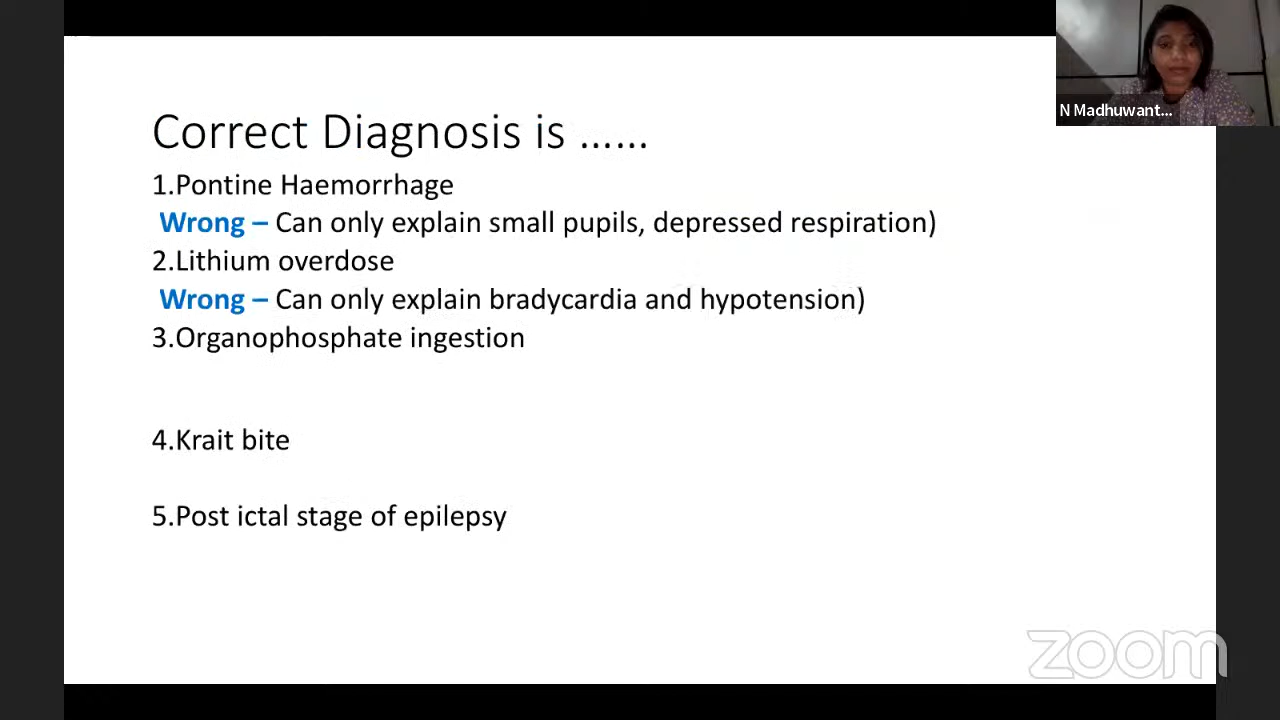 N Madhuwant...
Correct Diagnosis is ......
1.Pontine Haemorrhage
Wrong – Can only explain small pupils, depressed respiration)
2.Lithium overdose
Wrong – Can only explain bradycardia and hypotension)
3.Organophosphate ingestion
4.Krait bite
5.Post ictal stage of epilepsy
zoom